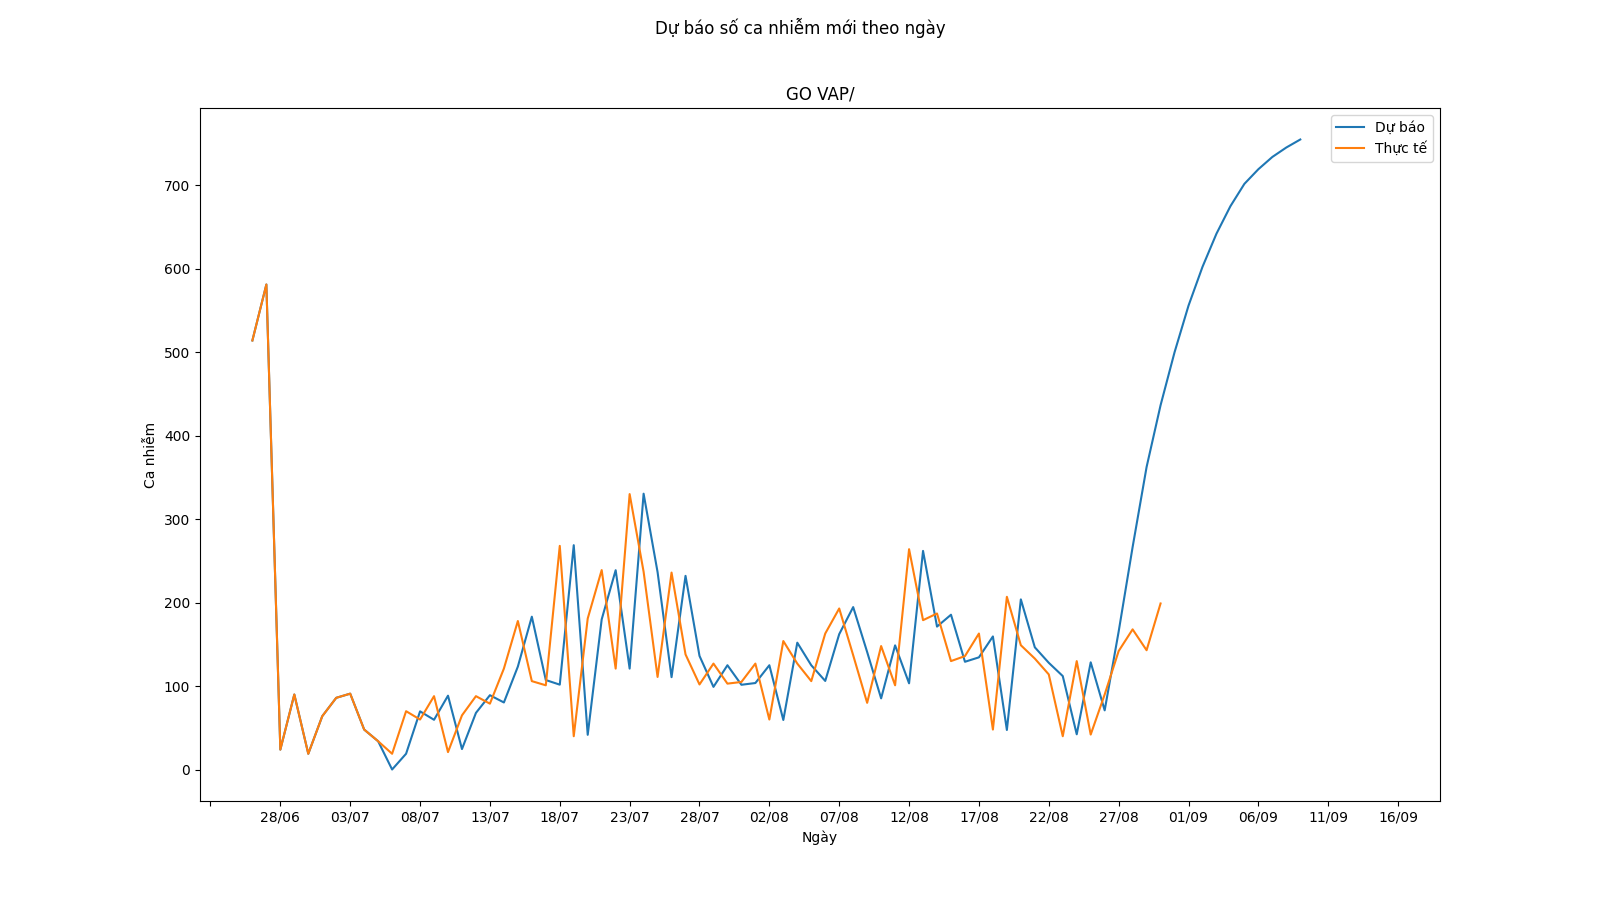 Dự báo số ca nhiễm mới theo ngày
GO VAP/
Dự báo
Thực tế
700
600
500
400
300
200
100
0
Ca nhiễm
28/06 03/07 08/07 13/07 18/07 23/07 28/07 02/08 07/08 12/08 17/08 22/08 27/08 01/09 06/09 11/09 16/09
Ngày